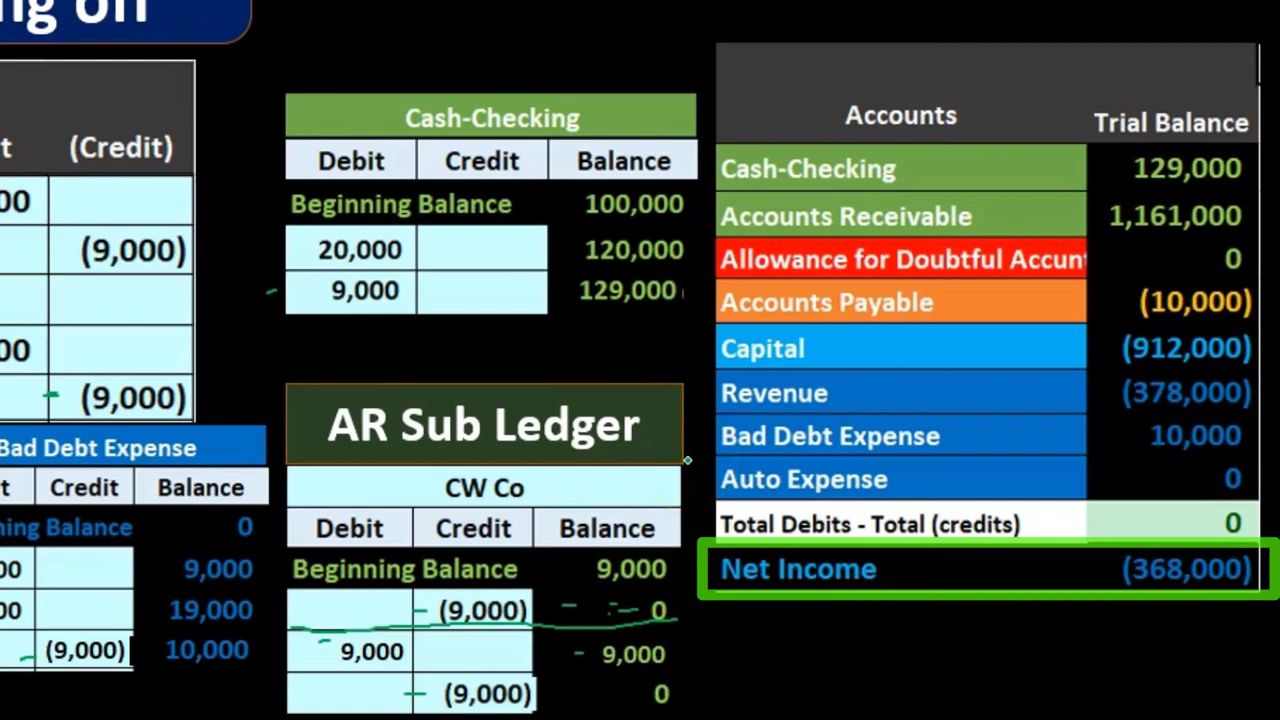 ng off
t (Credit)
00
(9,000)
00
(9,000)
Bad Debt Expense
t Credit Balance
ning Balance 0
00 9,000
00 19,000
(9,000) 10,000
Cash-Checking
Debit Credit Balance
Beginning Balance 100,000
20,000 120,000
9,000 129,000
AR Sub Ledger
CW Co
Debit Credit Balance
Beginning Balance 9,000
(9,000) 0
9,000 9,000
(9,000) 0
Accounts Trial Balance
Cash-Checking 129,000
Accounts Receivable 1,161,000
Allowance for Doubtful Accunt 0
Accounts Payable (10,000)
Capital (912,000)
Revenue (378,000)
Bad Debt Expense 10,000
Auto Expense 0
Total Debits - Total (credits) 0
Net Income (368,000)